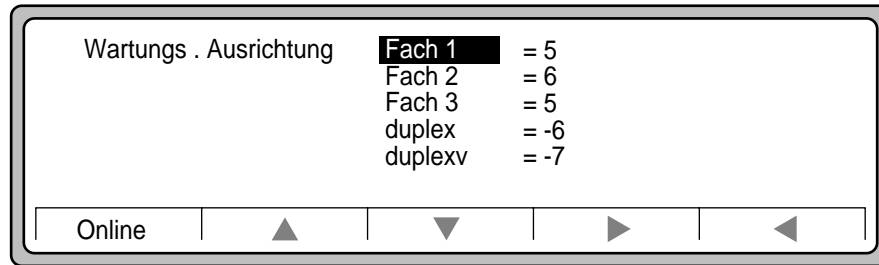 Wartungs . Ausrichtung Fach 1 = 5
Fach 2 = 6
Fach 3 = 5
duplex = -6
duplexv = -7
Online